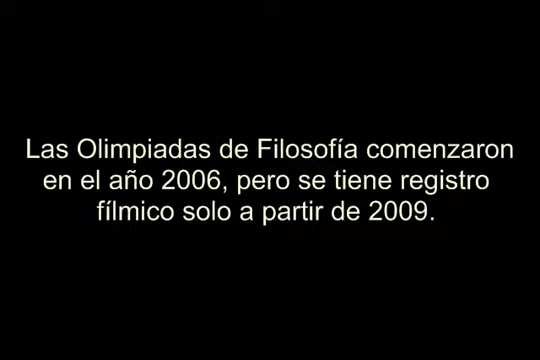 Las Olimpiadas de Filosofía comenzaron
en el año 2006, pero se tiene registro
fílmico solo a partir de 2009.